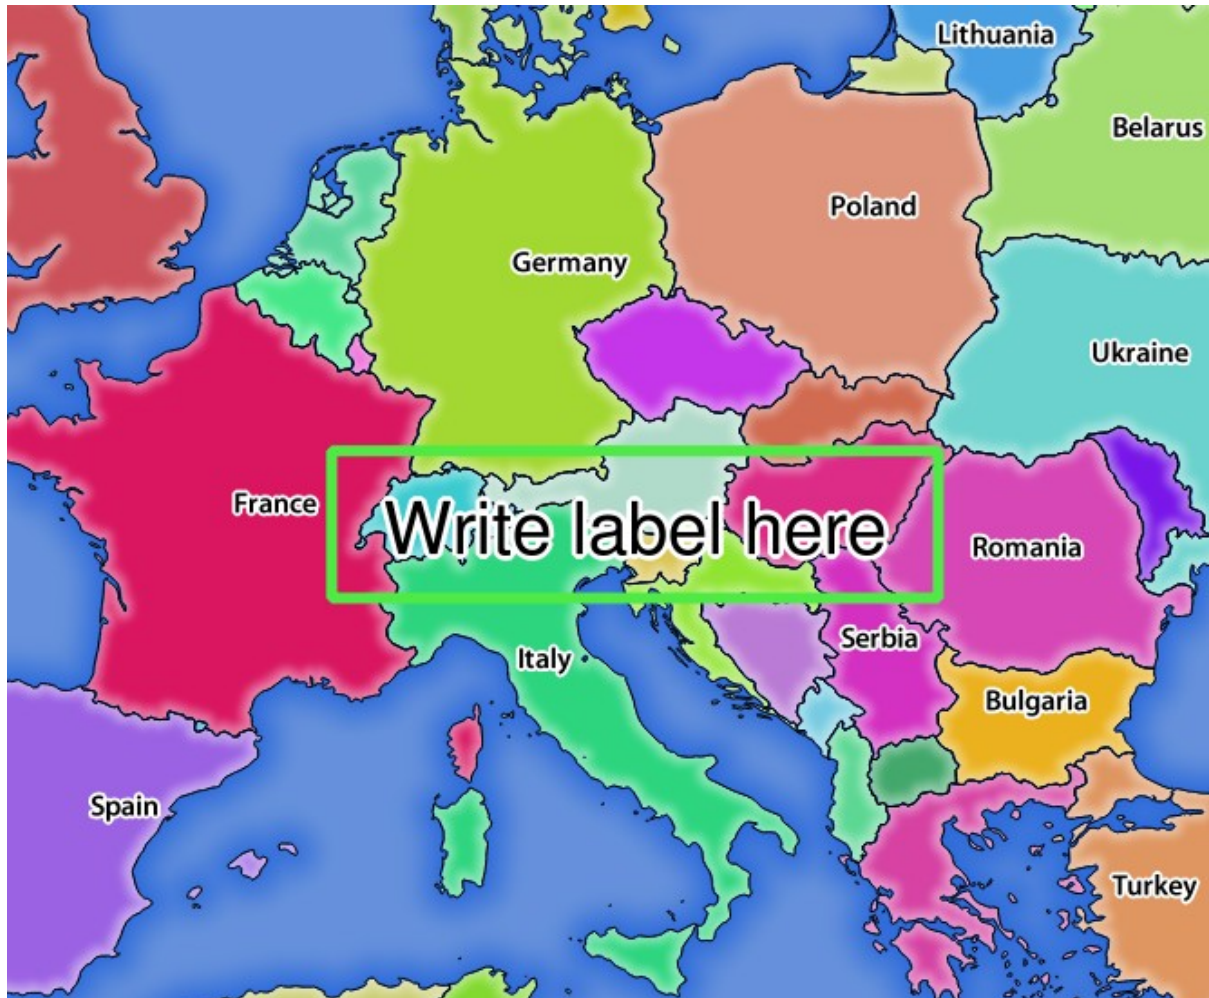 Lithuania
Belarus
Poland
Germany
Ukraine
France
Write label here
Romania
Serbia
Italy
Bulgaria
Spain
Turkey